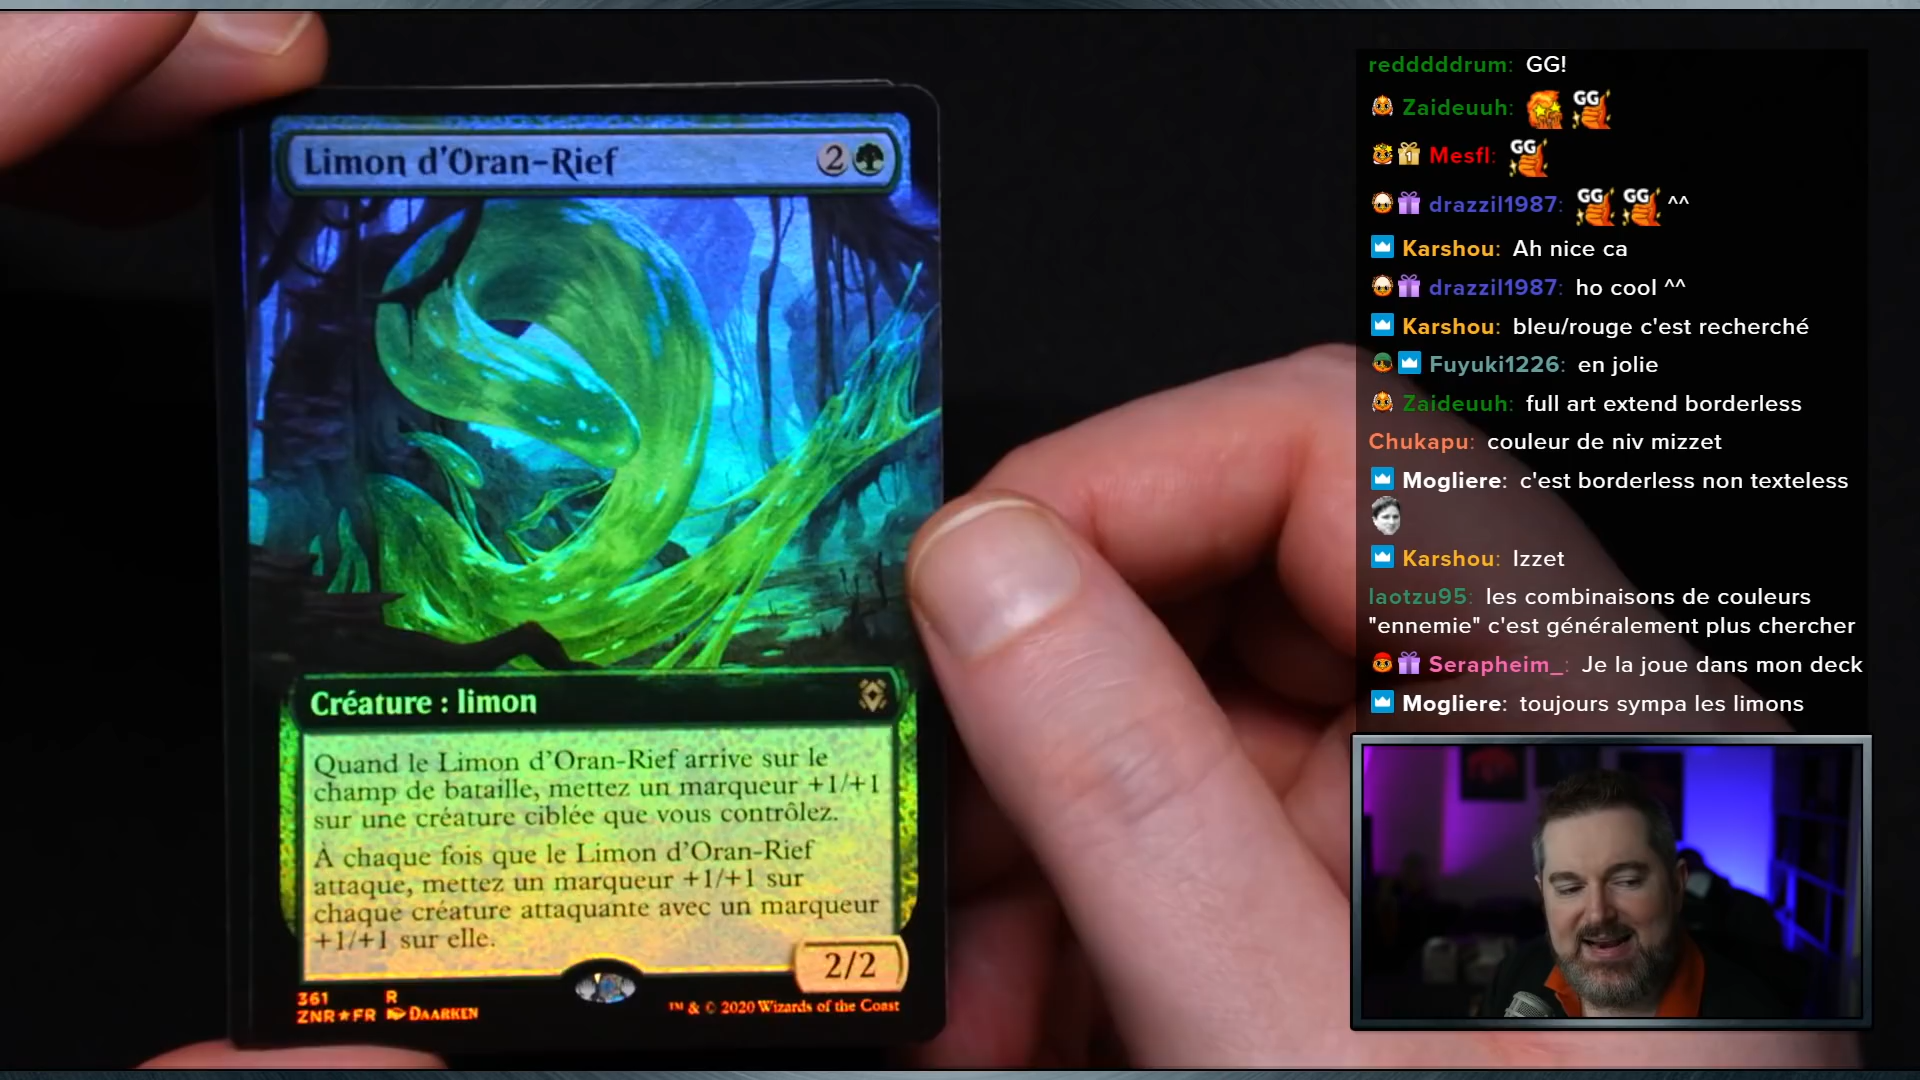 Limon d'Oran-Rief 2
Créature : limon
Quand le Limon d'Oran-Rief arrive sur le
champ de bataille, mettez un marqueur +1/+1
sur une créature ciblée que vous contrôlez.
À chaque fois que le Limon d'Oran-Rief
attaque, mettez un marqueur +1/+1 sur
chaque créature attaquante avec un marqueur
+1/+1 sur elle.
2/2
361 R
ZNR★FR DAARKEN
™ & © 2020 Wizards of the Coast
redddddrum: GG!
Zaideuuh: GG
1 Mesfl: GG
drazzil1987: GG GG ^^
Karshou: Ah nice ca
drazzil1987: ho cool ^^
Karshou: bleu/rouge c'est recherché
Fuyuki1226: en jolie
Zaideuuh: full art extend borderless
Chukapu: couleur de niv mizzet
Mogliere: c'est borderless non texteless
Karshou: Izzet
laotzu95: les combinaisons de couleurs
"ennemie" c'est généralement plus chercher
Serapheim_: Je la joue dans mon deck
Mogliere: toujours sympa les limons